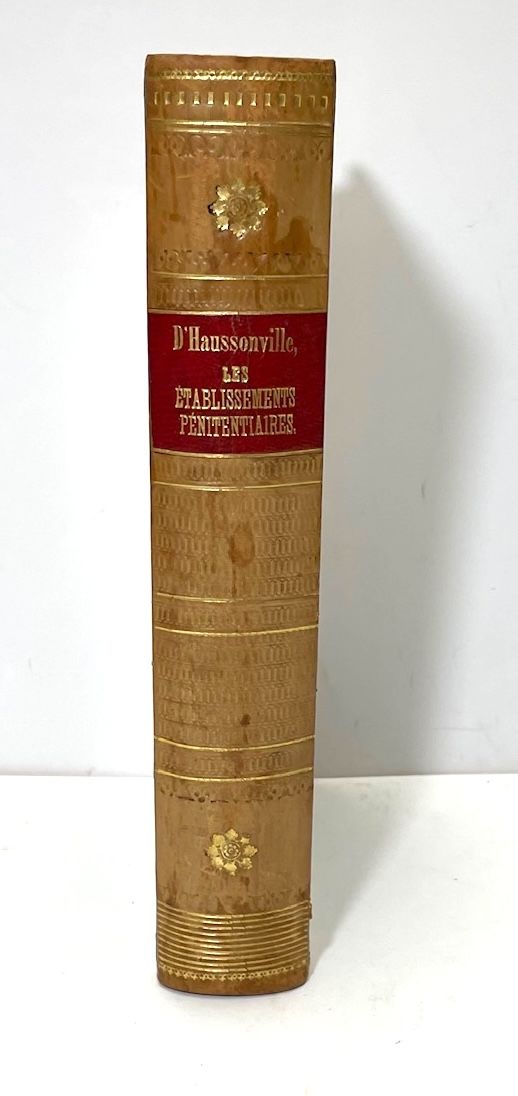 D'Haussonville,
LES
ÉTABLISSEMENTS
PÉNITENTIAIRES.